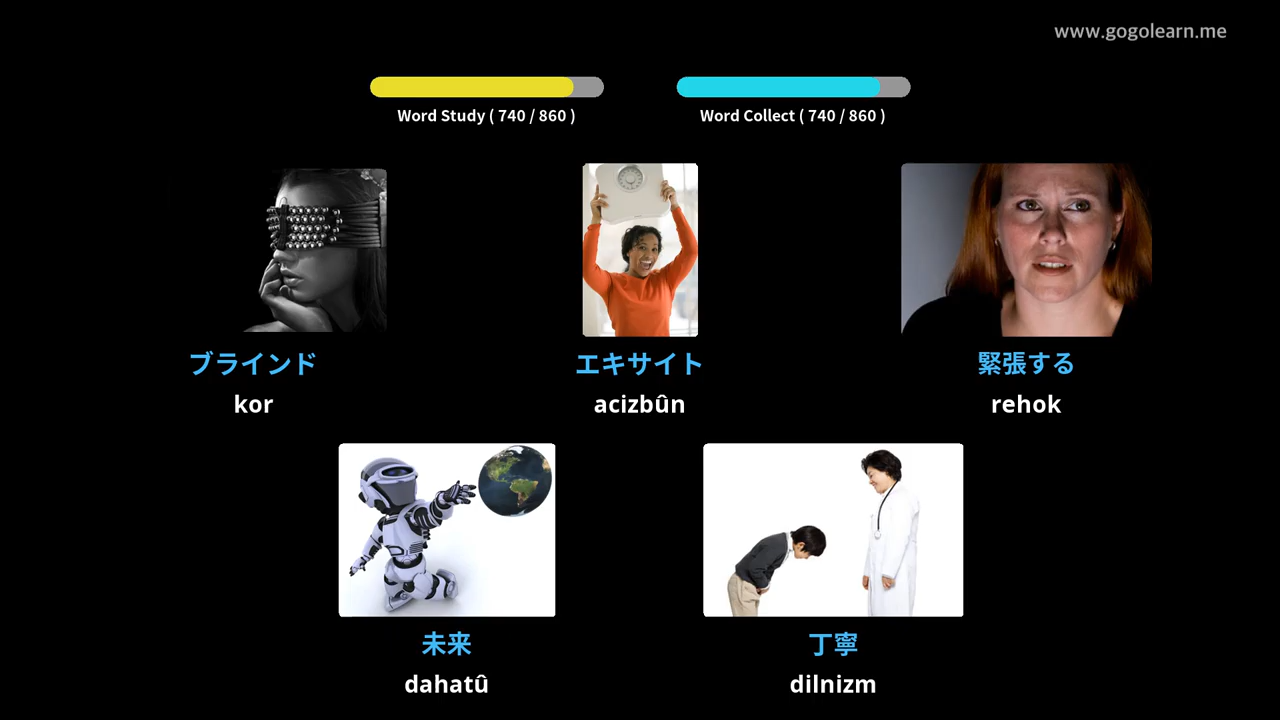 www.gogolearn.me
Word Study ( 740 / 860 )
Word Collect ( 740 / 860 )
ブラインド
kor
エキサイト
acizbûn
緊張する
rehok
未来
dahatû
丁寧
dilnizm